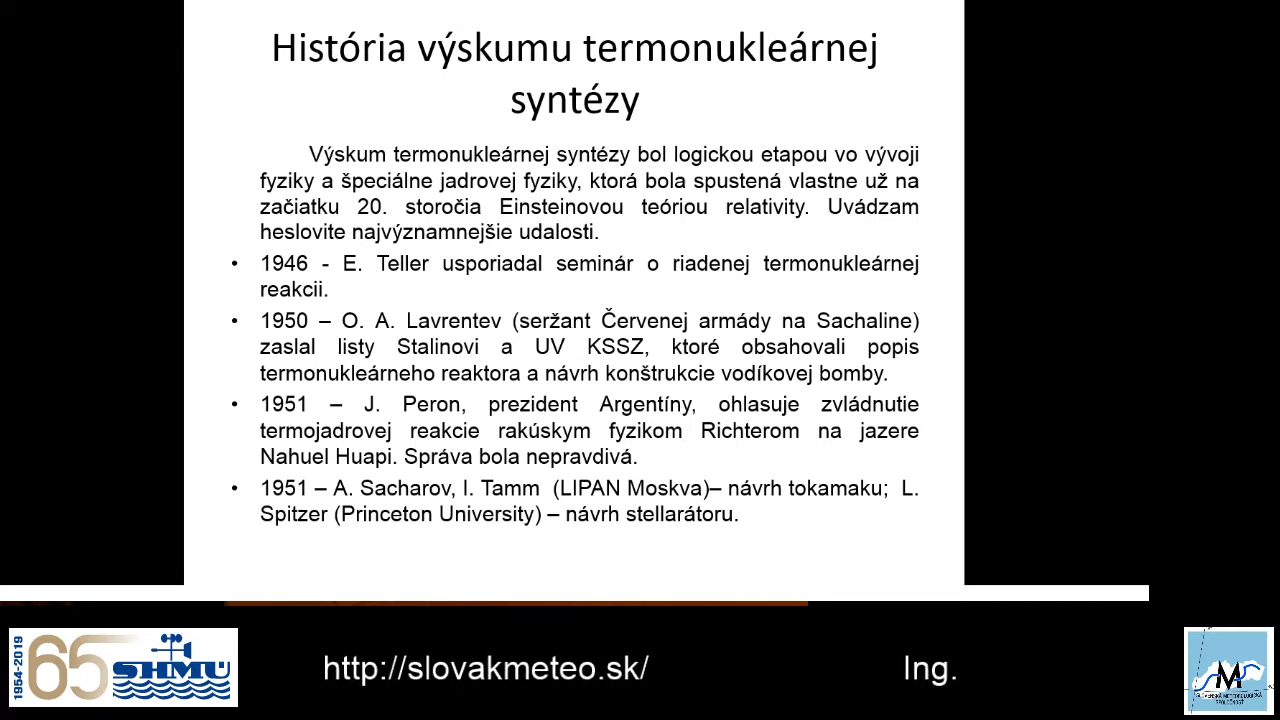 História výskumu termonukleárnej
syntézy
Výskum termonukleárnej syntézy bol logickou etapou vo vývoji
fyziky a špeciálne jadrovej fyziky, ktorá bola spustená vlastne už na
začiatku 20. storočia Einsteinovou teóriou relativity. Uvádzam
heslovite najvýznamnejšie udalosti.
• 1946 - E. Teller usporiadal seminár o riadenej termonukleárnej
reakcii.
• 1950 – O. A. Lavrentev (seržant Červenej armády na Sachaline)
zaslal listy Stalinovi a UV KSSZ, ktoré obsahovali popis
termonukleárneho reaktora a návrh konštrukcie vodíkovej bomby.
• 1951 – J. Peron, prezident Argentíny, ohlasuje zvládnutie
termojadrovej reakcie rakúskym fyzikom Richterom na jazere
Nahuel Huapi. Správa bola nepravdivá.
• 1951 – A. Sacharov, I. Tamm (LIPAN Moskva)– návrh tokamaku; L.
Spitzer (Princeton University) – návrh stellarátoru.
1954-2019
65
SHMÚ
http://slovakmeteo.sk/
Ing.
M
SLOVENSKÁ METEOROLOGICKÁ
SPOLOČNOSŤ